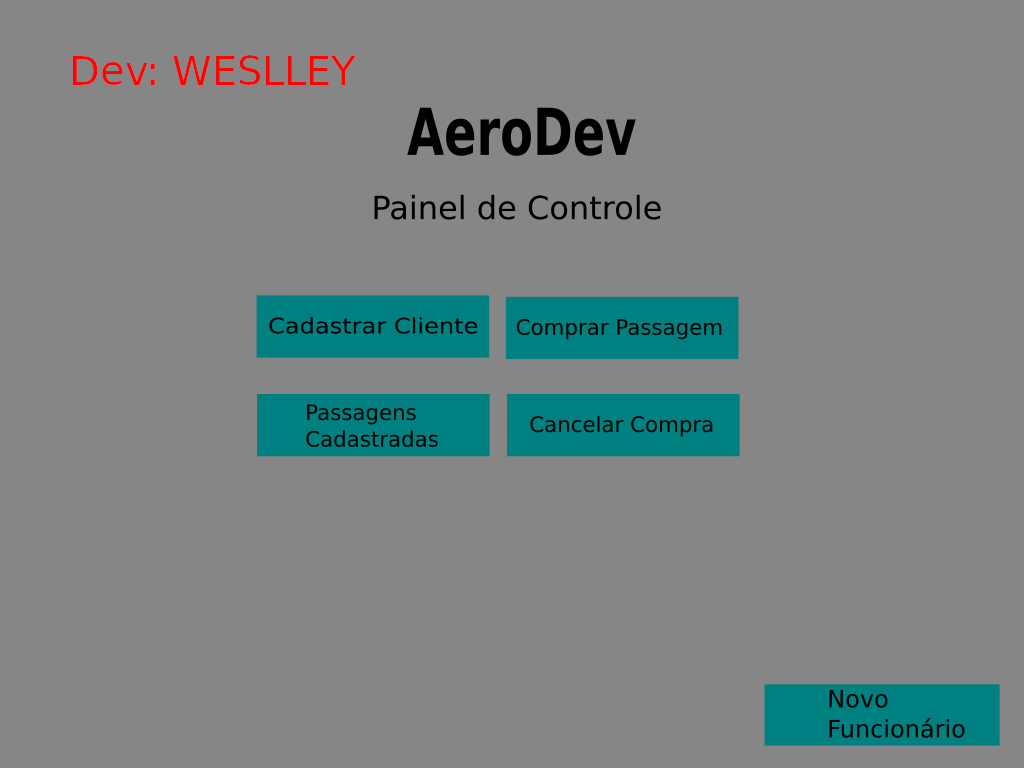 Dev: WESLLEY
AeroDev
Painel de Controle
Cadastrar Cliente
Comprar Passagem
Passagens
Cadastradas
Cancelar Compra
Novo
Funcionário